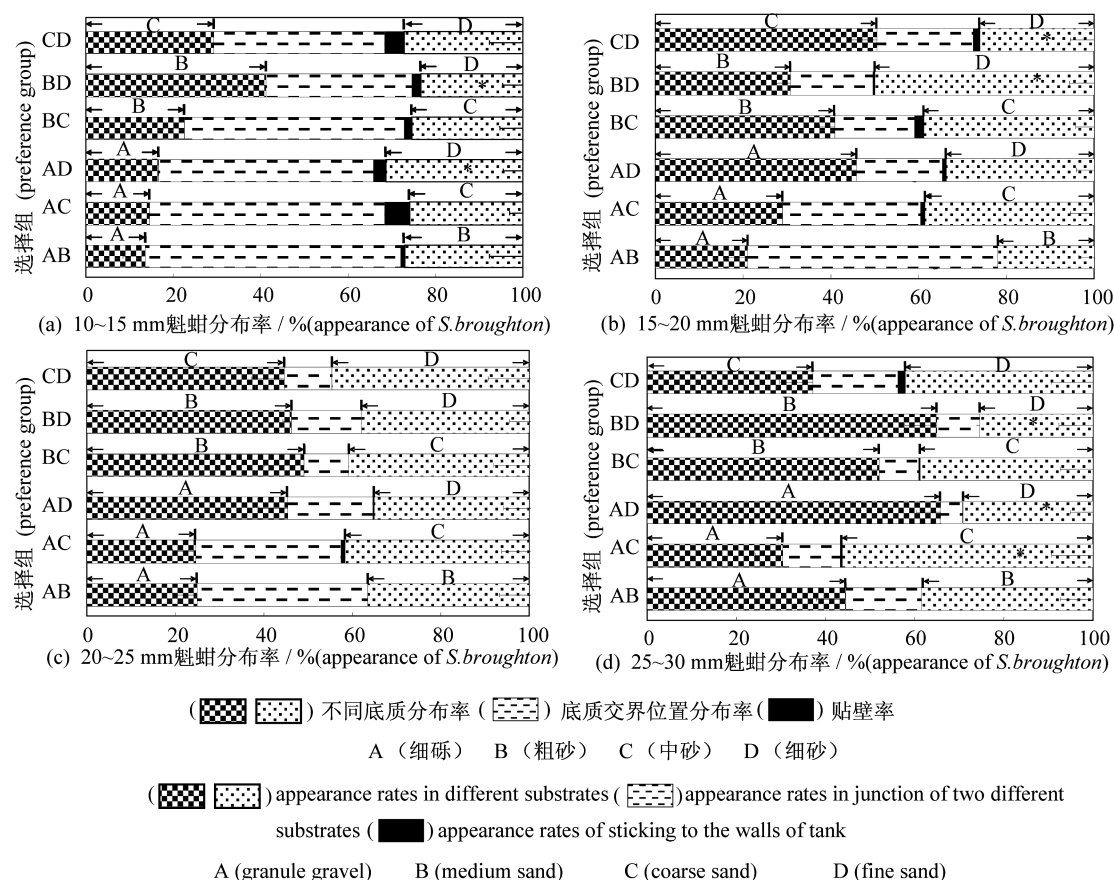 选择组 (preference group)
C D
CD
B D
BD
B C
BC
A D
AD *
A C
AC
A B
AB
0 20 40 60 80 100
(a) 10~15 mm魁蚶分布率 / %(appearance of S.broughton)
选择组 (preference group)
C D
CD *
B D
BD *
B C
BC
A D
AD
A C
AC
A B
AB
0 20 40 60 80 100
(b) 15~20 mm魁蚶分布率 / %(appearance of S.broughton)
选择组 (preference group)
C D
CD
B D
BD
B C
BC
A D
AD
A C
AC
A B
AB
0 20 40 60 80 100
(c) 20~25 mm魁蚶分布率 / %(appearance of S.broughton)
选择组 (preference group)
C D
CD
B D
BD *
B C
BC
A D
AD *
A C
AC *
A B
AB
0 20 40 60 80 100
(d) 25~30 mm魁蚶分布率 / %(appearance of S.broughton)
( ) 不同底质分布率 ( ) 底质交界位置分布率 ( ) 贴壁率
A (细砾) B (粗砂) C (中砂) D (细砂)
( ) appearance rates in different substrates ( ) appearance rates in junction of two different
substrates ( ) appearance rates of sticking to the walls of tank
A (granule gravel) B (medium sand) C (coarse sand) D (fine sand)